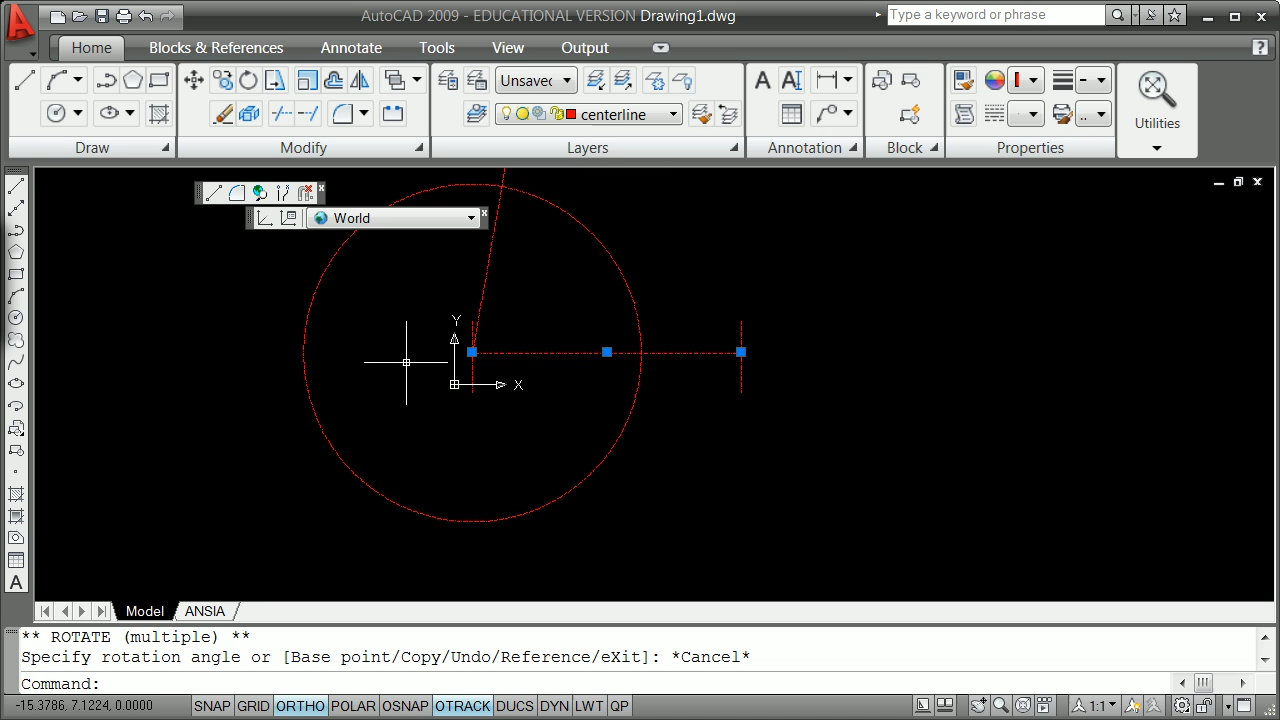 AutoCAD 2009 - EDUCATIONAL VERSION Drawing1.dwg
Type a keyword or phrase
Home Blocks & References Annotate Tools View Output
Unsaved
A A
centerline
Utilities
Draw Modify Layers Annotation Block Properties
World
Y
X
A
Model ANSIA
** ROTATE (multiple) **
Specify rotation angle or [Base point/Copy/Undo/Reference/eXit]: *Cancel*
Command:
-15.3786, 7.1224, 0.0000 SNAP GRID ORTHO POLAR OSNAP OTRACK DUCS DYN LWT QP 1:1